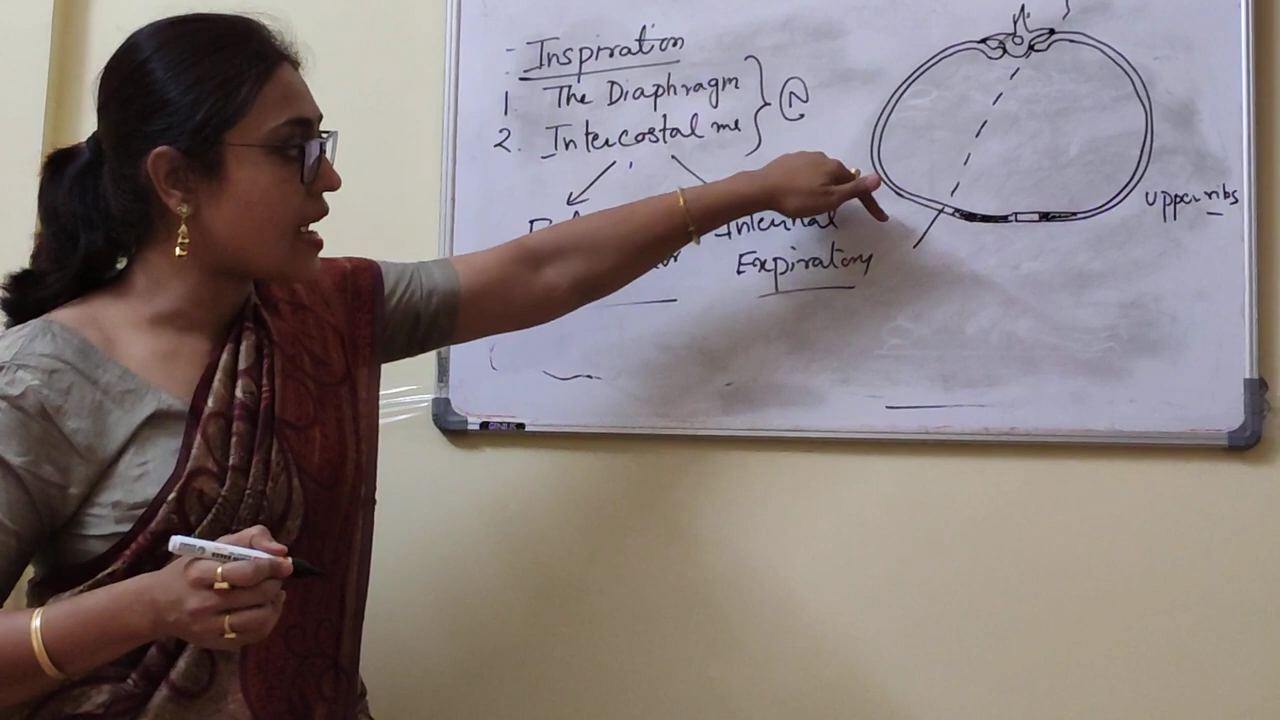 Inspiration
1. The Diaphragm
2. Intercostal ms
N
Internal
Expiratory
upper ribs